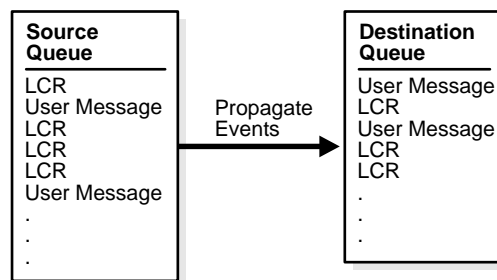 Source
Queue
LCR
User Message
LCR
LCR
LCR
User Message
.
.
.
Propagate
Events
Destination
Queue
User Message
LCR
User Message
LCR
LCR
.
.
.